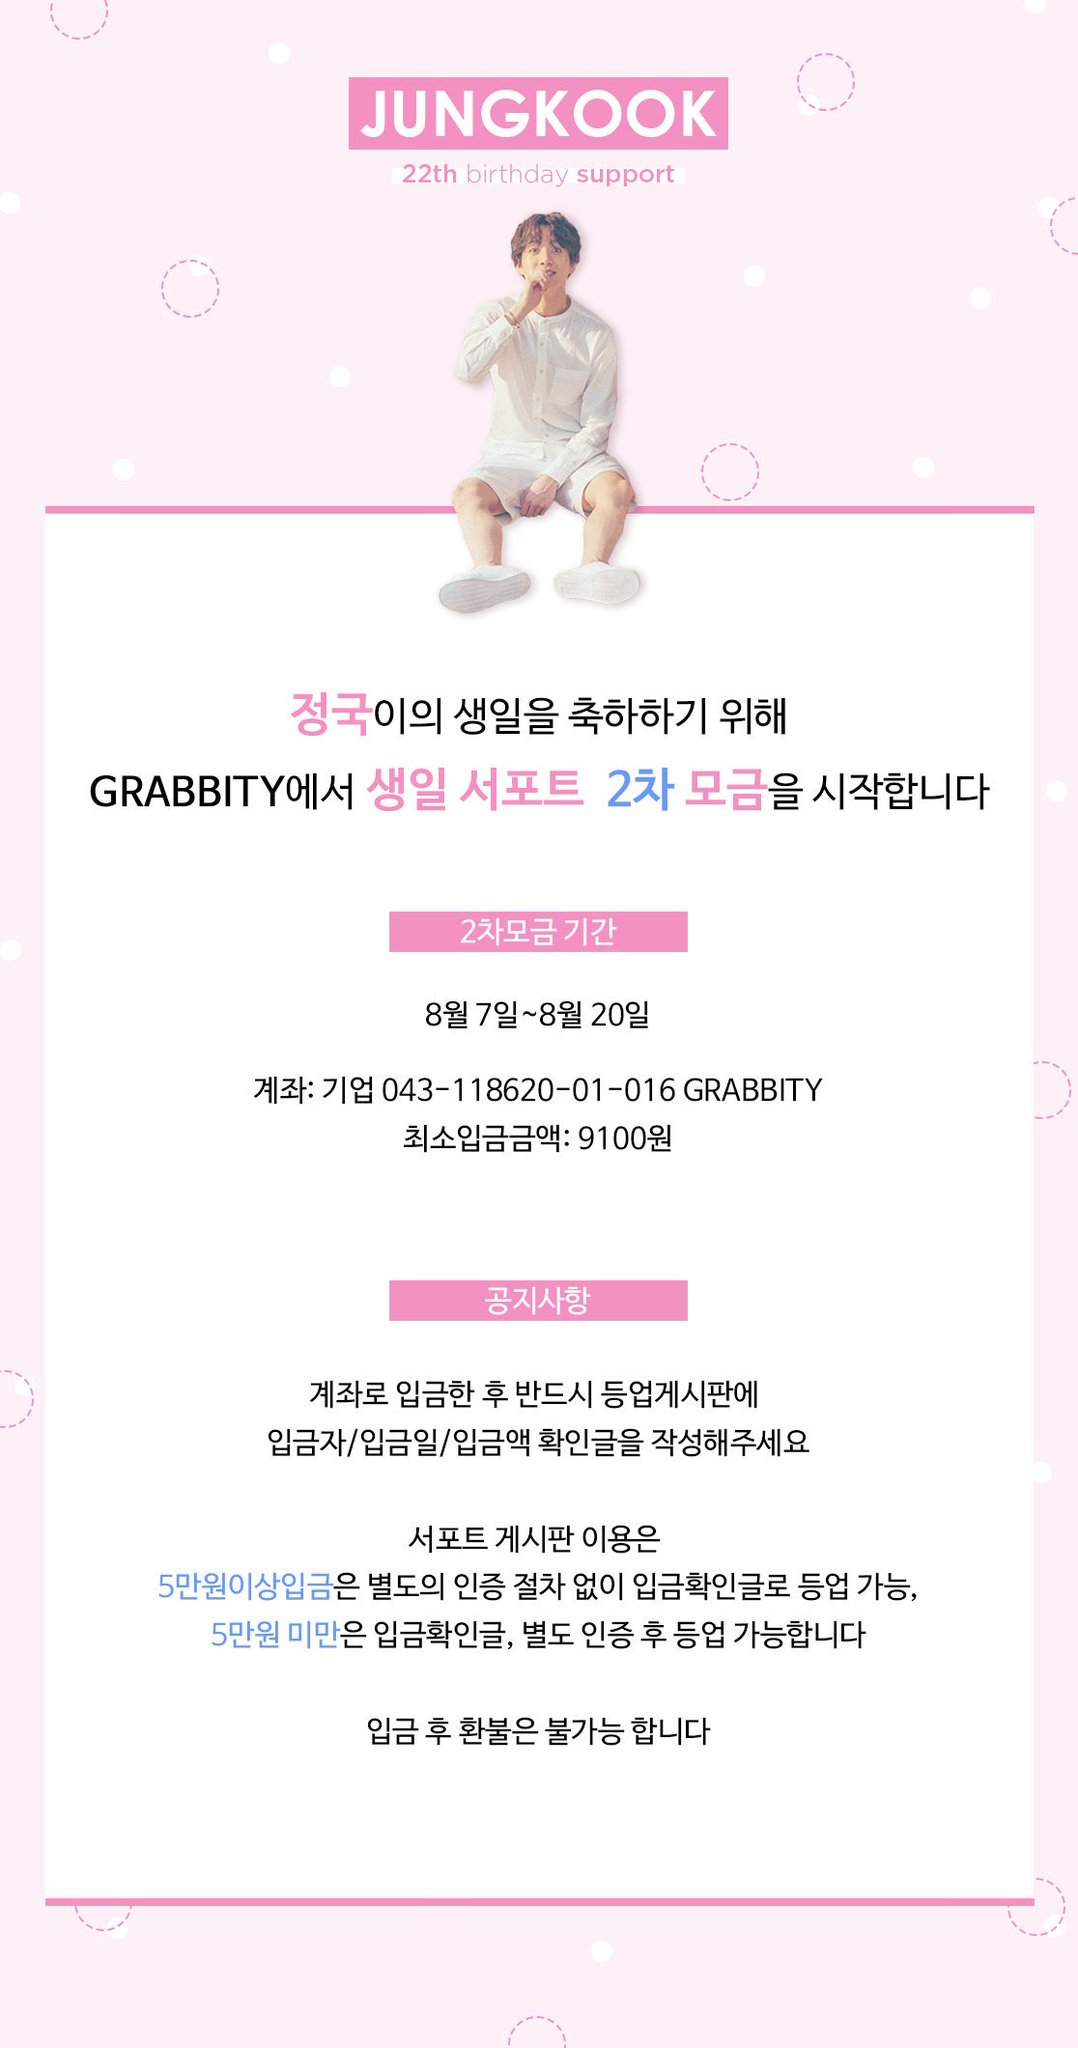 JUNGKOOK
22th birthday support
정국이의 생일을 축하하기 위해
GRABBITY에서 생일 서포트 2차 모금을 시작합니다
2차모금 기간
8월 7일~8월 20일
계좌: 기업 043-118620-01-016 GRABBITY
최소입금금액: 9100원
공지사항
계좌로 입금한 후 반드시 등업게시판에
입금자/입금일/입금액 확인글을 작성해주세요
서포트 게시판 이용은
5만원이상입금은 별도의 인증 절차 없이 입금확인글로 등업 가능,
5만원 미만은 입금확인글, 별도 인증 후 등업 가능합니다
입금 후 환불은 불가능 합니다